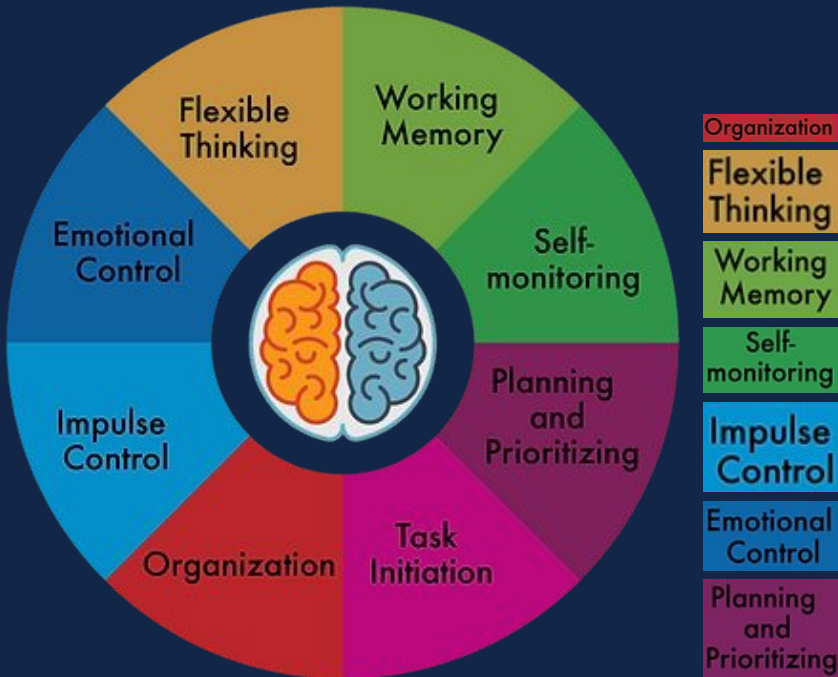 Flexible
Thinking
Working
Memory
Emotional
Control
Self-
monitoring
Impulse
Control
Planning
and
Prioritizing
Organization
Task
Initiation
Organization
Flexible
Thinking
Working
Memory
Self-
monitoring
Impulse
Control
Emotional
Control
Planning
and
Prioritizing